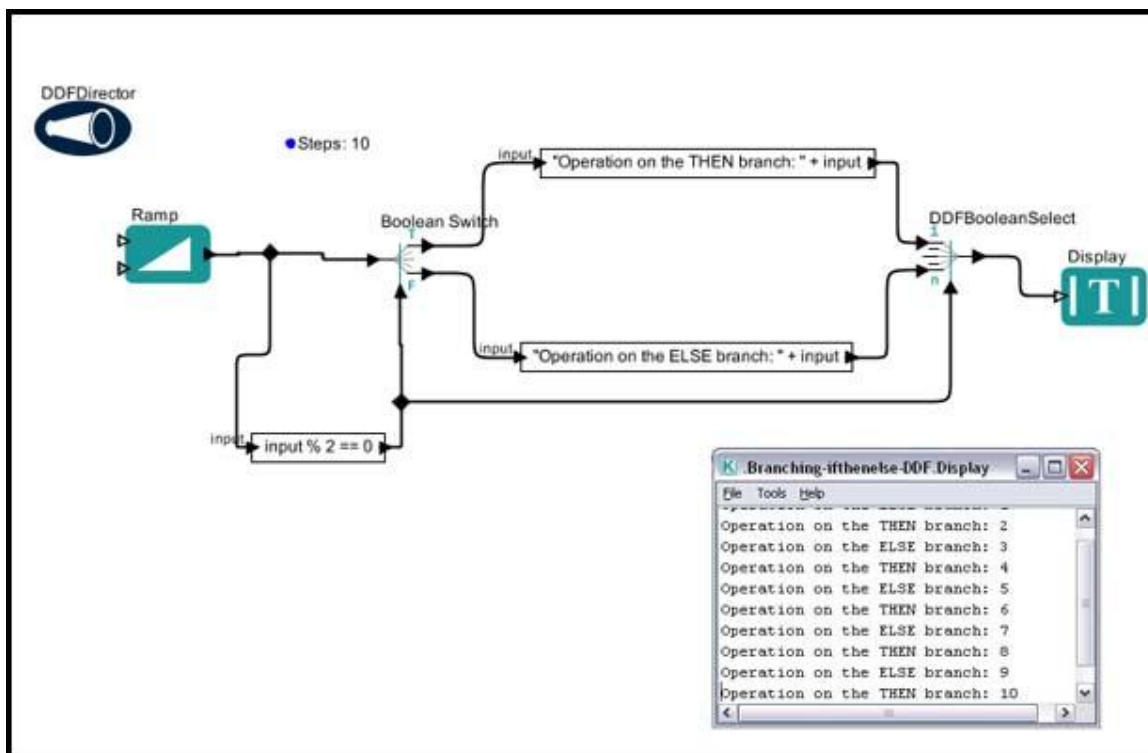 DDFDirector
Steps: 10
input
"Operation on the THEN branch: " + input
Ramp
Boolean Switch
T
F
DDFBooleanSelect
1
n
Display
T
input
"Operation on the ELSE branch: " + input
input
input % 2 == 0
K .Branching-ifthenelse-DDF.Display
File Tools Help
Operation on the THEN branch: 2
Operation on the ELSE branch: 3
Operation on the THEN branch: 4
Operation on the ELSE branch: 5
Operation on the THEN branch: 6
Operation on the ELSE branch: 7
Operation on the THEN branch: 8
Operation on the ELSE branch: 9
Operation on the THEN branch: 10